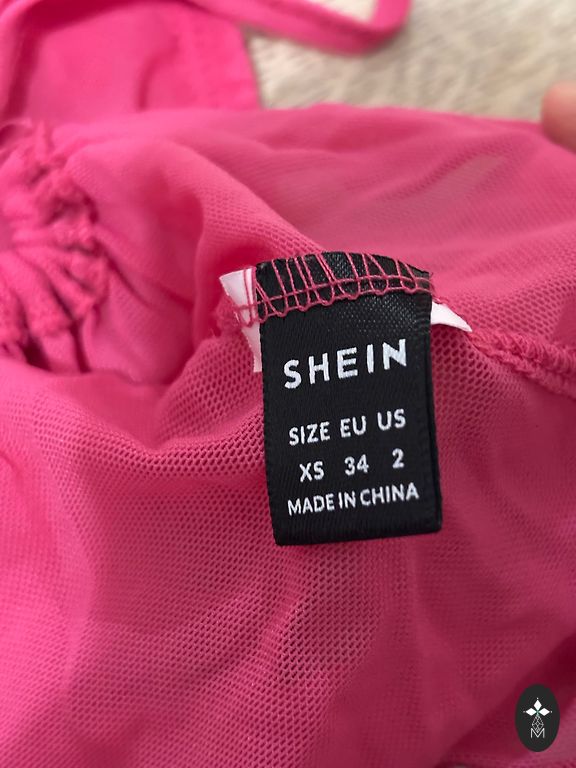 SHEIN
SIZE EU US
XS 34 2
MADE IN CHINA
M